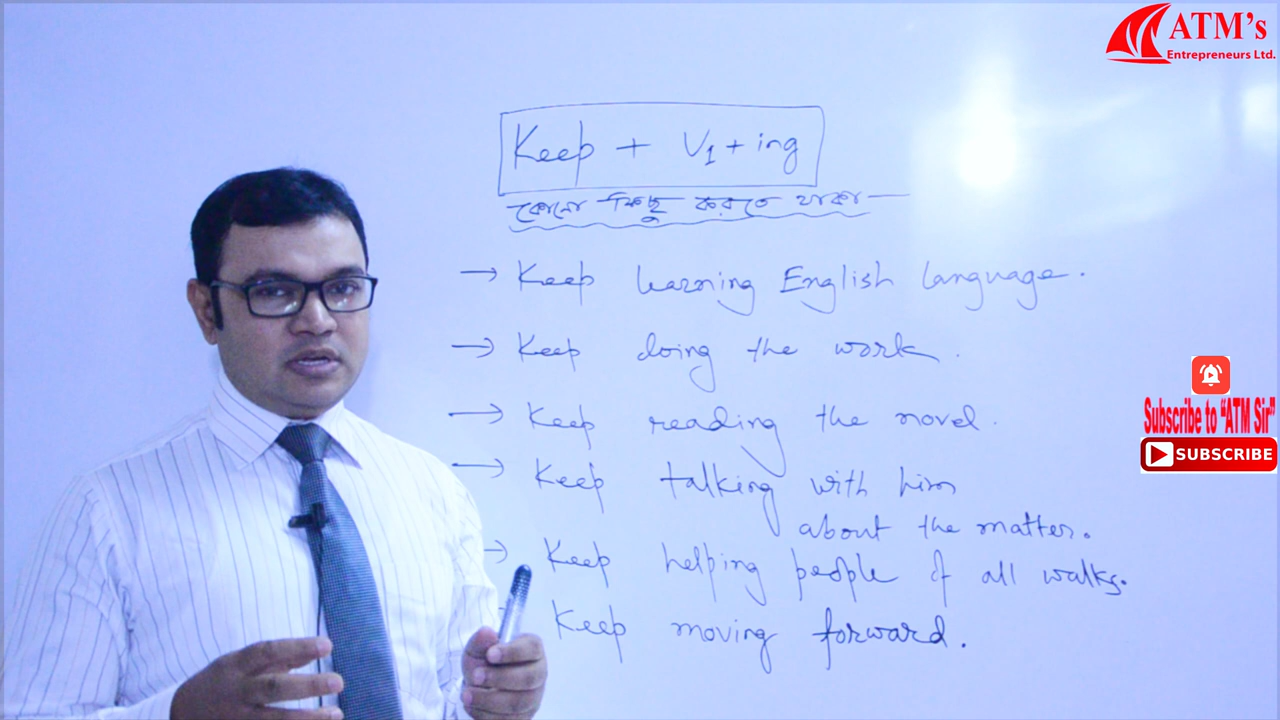 ATM's
Entrepreneurs Ltd.
Keep + V1 + ing
কোনো কিছু করতে থাকা
→ Keep learning English language.
→ Keep doing the work.
→ Keep reading the novel.
→ Keep talking with him
about the matter.
→ Keep helping people of all walks.
Keep moving forward.
Subscribe to "ATM Sir"
SUBSCRIBE